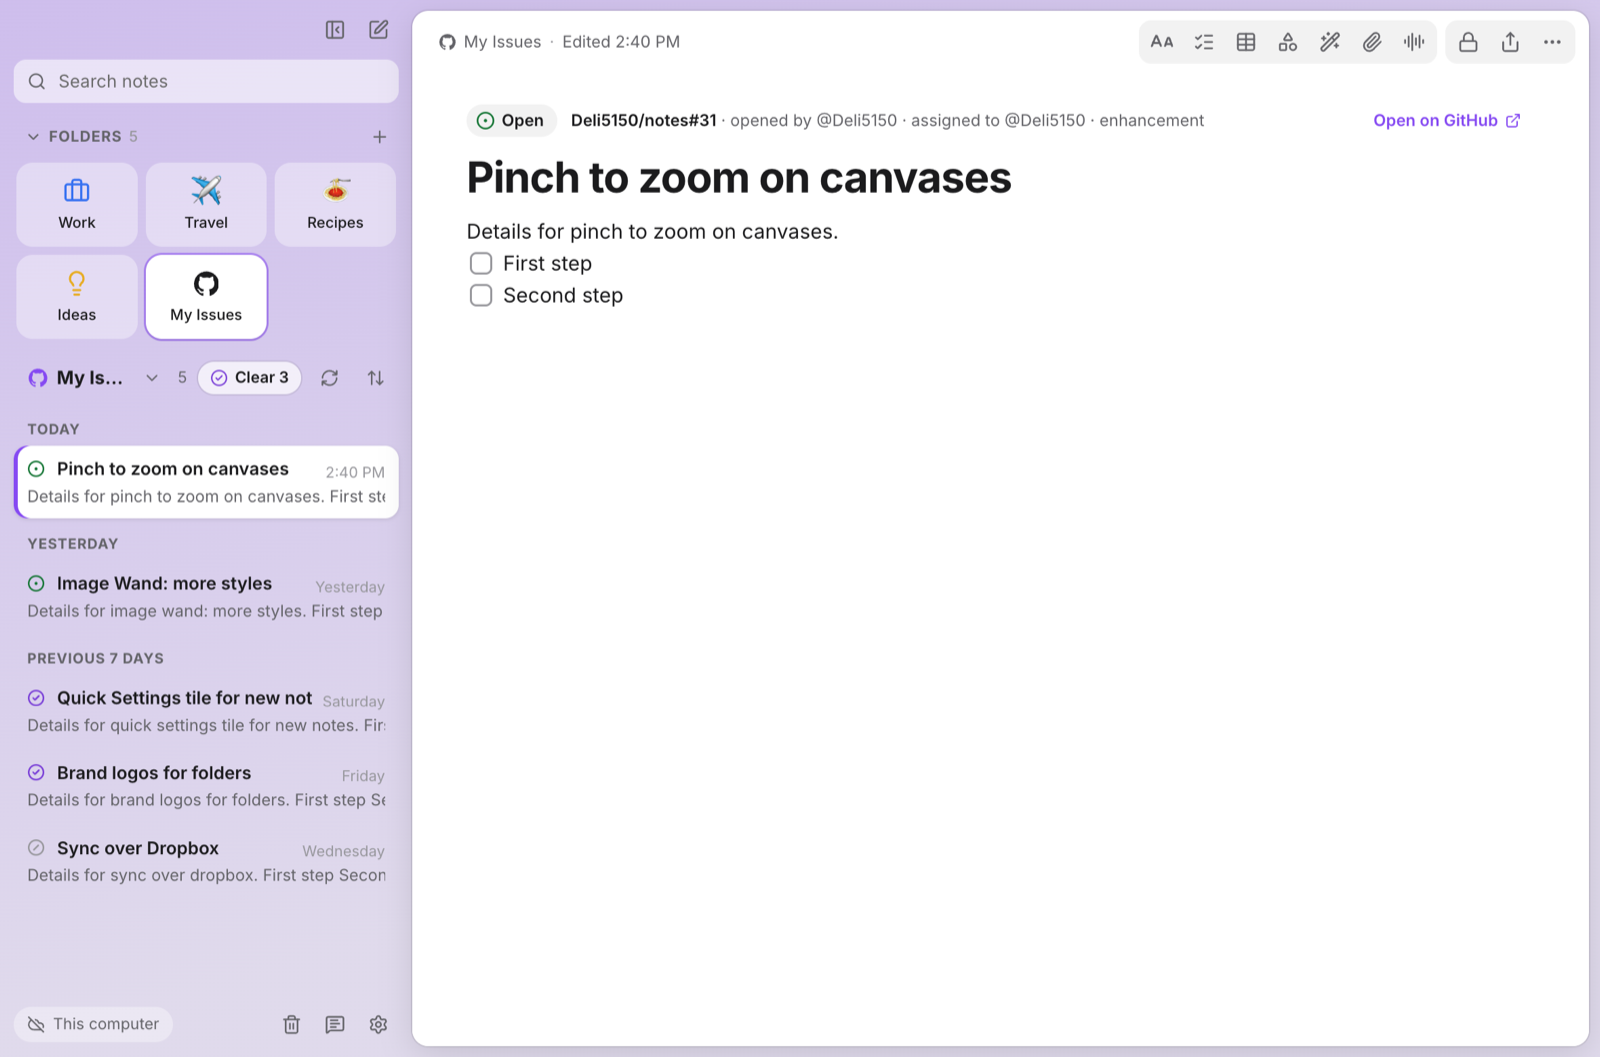 Search notes
FOLDERS 5
Work
Travel
Recipes
Ideas
My Issues
My Is... 5 Clear 3
TODAY
Pinch to zoom on canvases 2:40 PM
Details for pinch to zoom on canvases. First ste
YESTERDAY
Image Wand: more styles Yesterday
Details for image wand: more styles. First step
PREVIOUS 7 DAYS
Quick Settings tile for new not Saturday
Details for quick settings tile for new notes. Fir
Brand logos for folders Friday
Details for brand logos for folders. First step Se
Sync over Dropbox Wednesday
Details for sync over dropbox. First step Secon
This computer
My Issues · Edited 2:40 PM
AA
Open Deli5150/notes#31 · opened by @Deli5150 · assigned to @Deli5150 · enhancement Open on GitHub
Pinch to zoom on canvases
Details for pinch to zoom on canvases.
First step
Second step